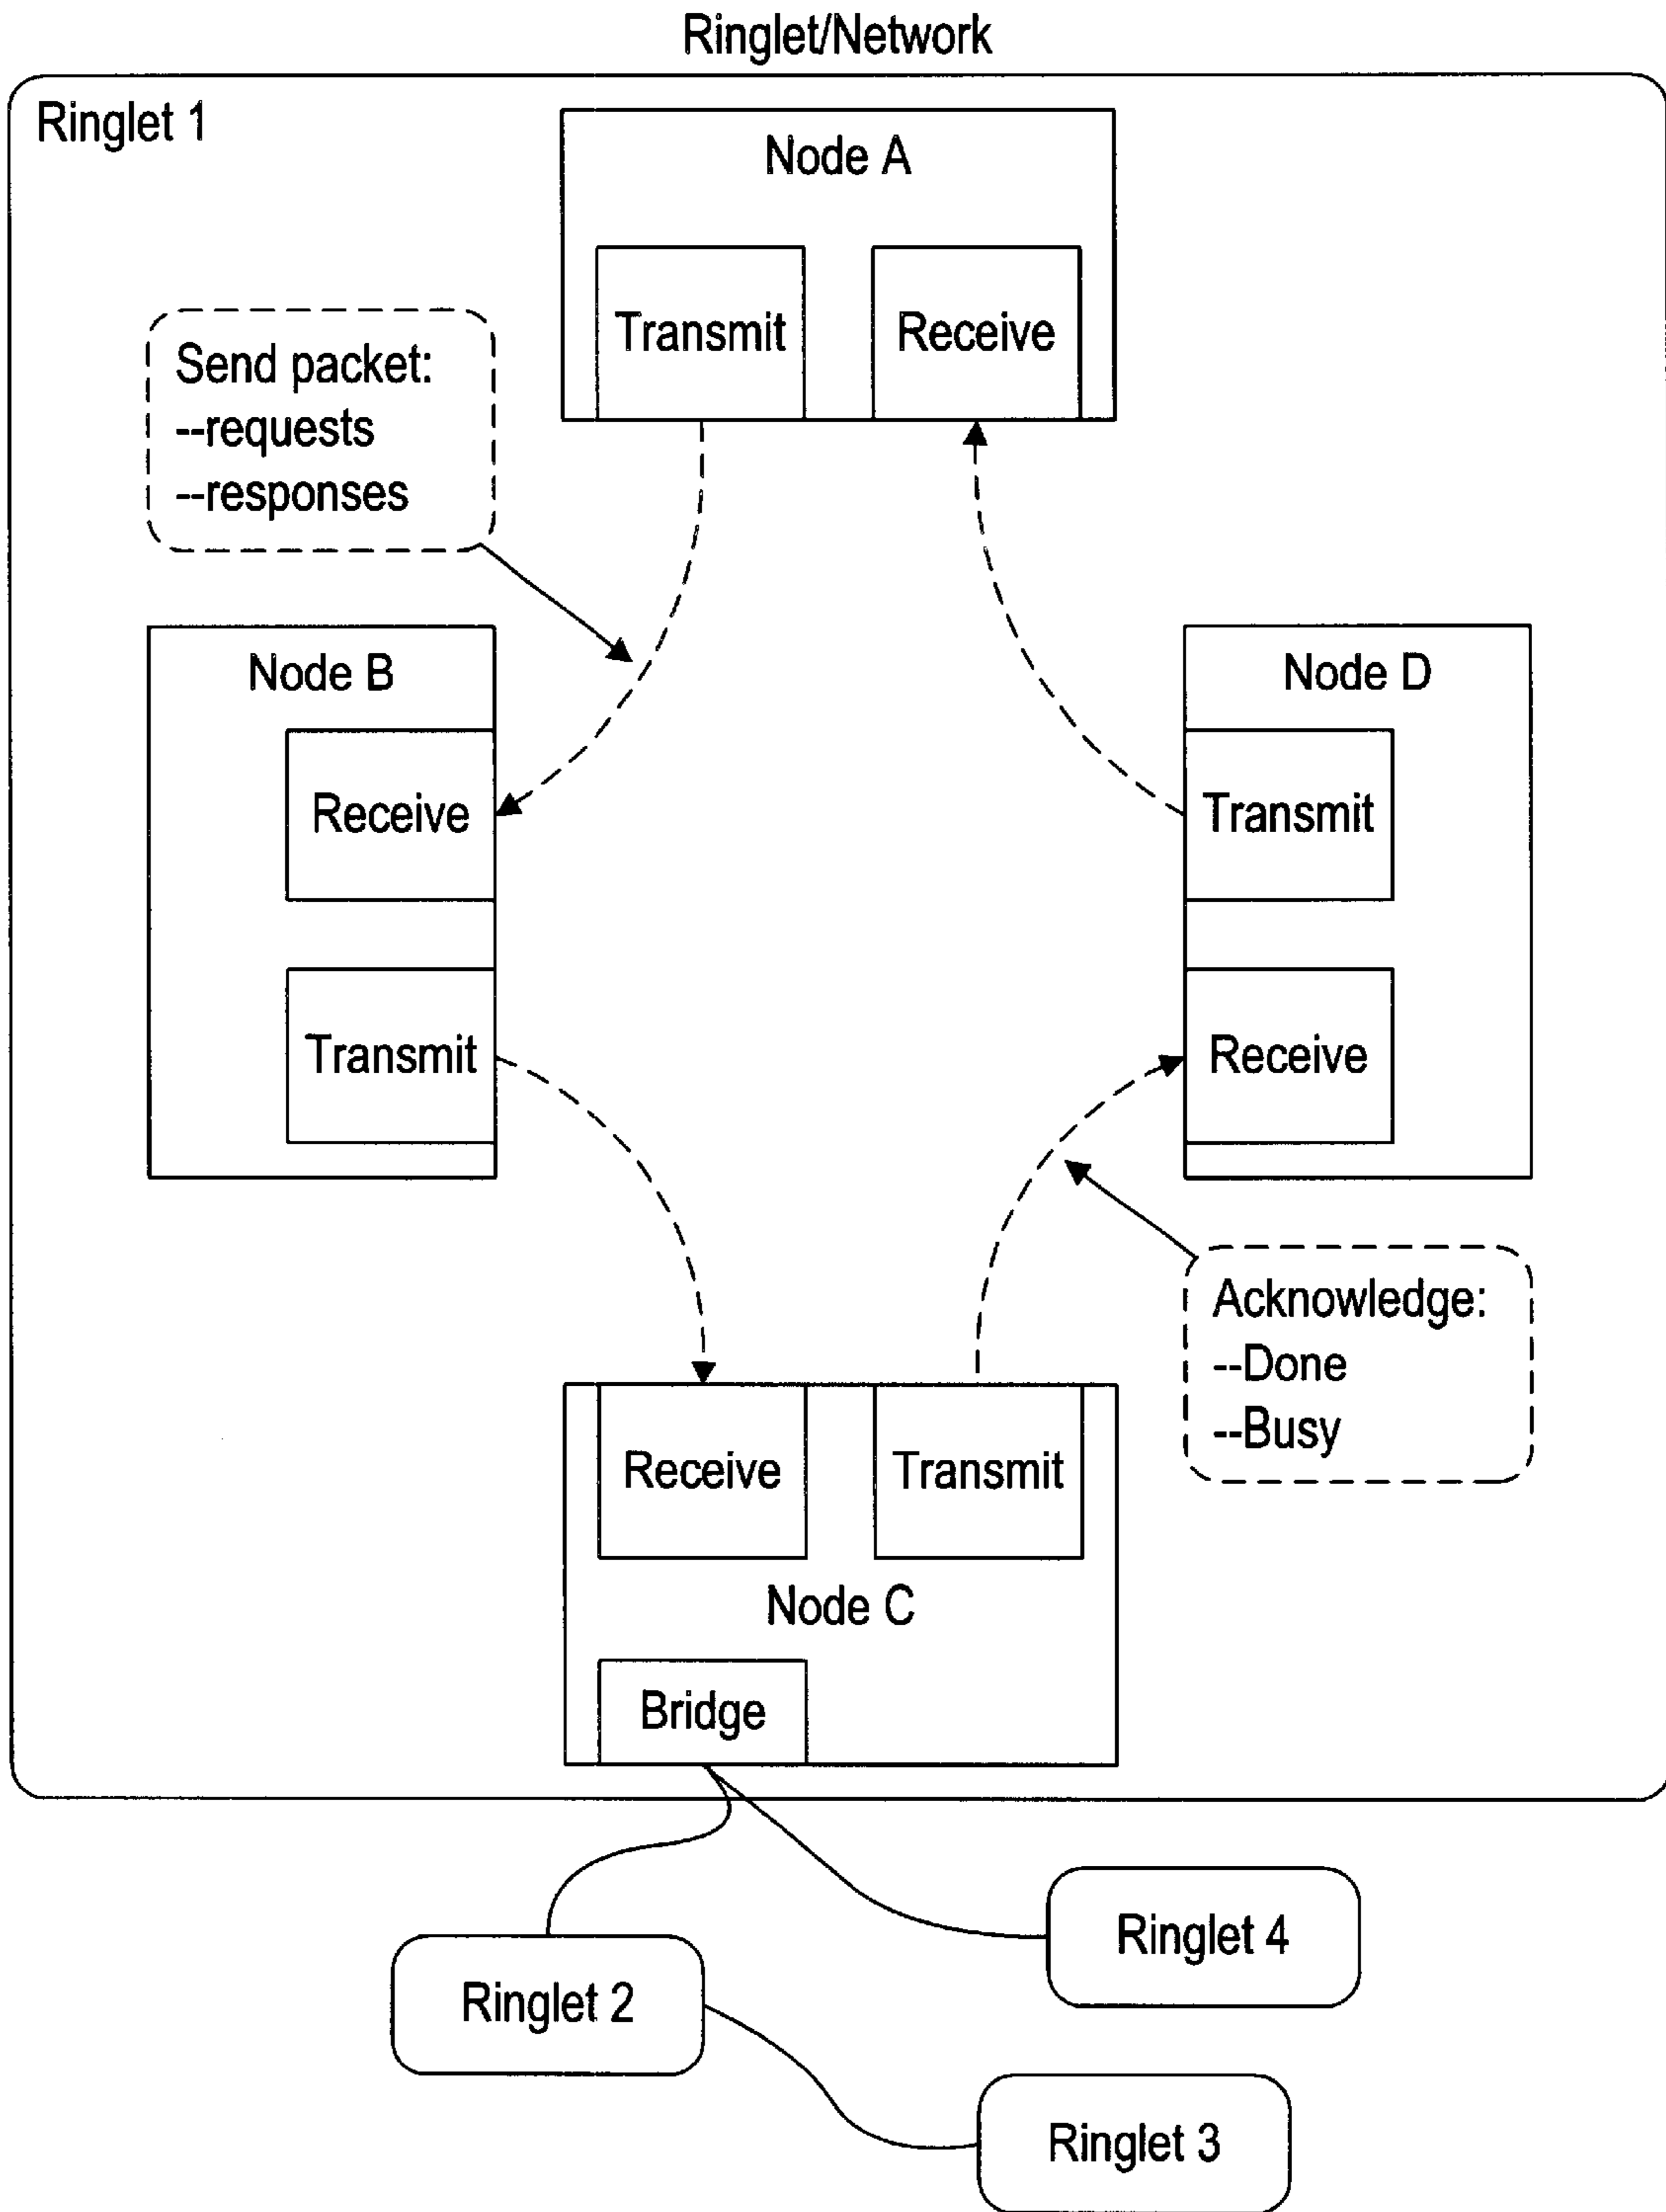 Ringlet/Network
Ringlet 1
Node A
Transmit
Receive
Send packet:
--requests
--responses
Node B
Receive
Transmit
Node D
Transmit
Receive
Acknowledge:
--Done
--Busy
Receive
Transmit
Node C
Bridge
Ringlet 4
Ringlet 2
Ringlet 3